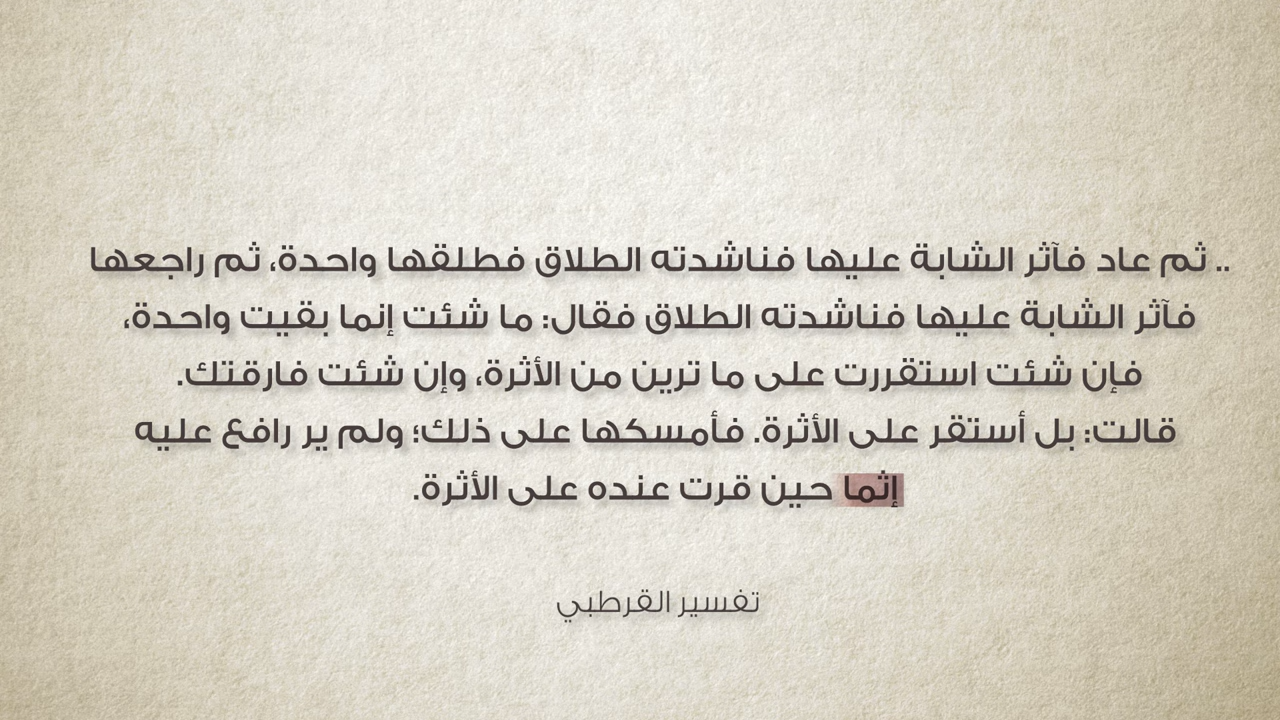 .. ثم عاد فآثر الشابة عليها فناشدته الطلاق فطلقها واحدة، ثم راجعها
فآثر الشابة عليها فناشدته الطلاق فقال: ما شئت إنما بقيت واحدة،
فإن شئت استقررت على ما ترين من الأثرة، وإن شئت فارقتك.
قالت: بل أستقر على الأثرة. فأمسكها على ذلك؛ ولم ير رافع عليه
إثما حين قرت عنده على الأثرة.
تفسير القرطبي